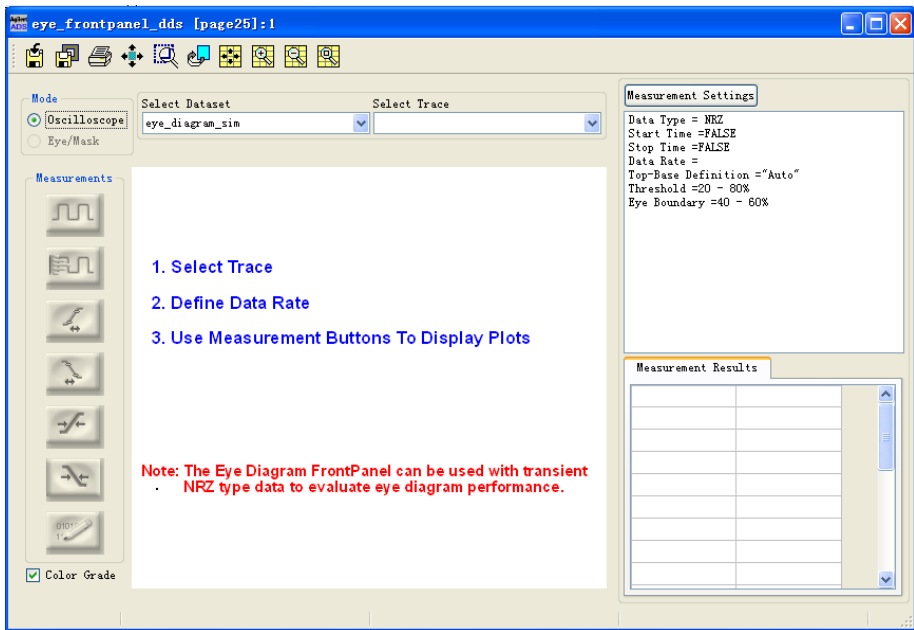 Agilent ADS eye_frontpanel_dds [page25]:1
Mode
Oscilloscope
Eye/Mask
Select Dataset
Select Trace
eye_diagram_sim
Measurements
Color Grade
1. Select Trace
2. Define Data Rate
3. Use Measurement Buttons To Display Plots
Note: The Eye Diagram FrontPanel can be used with transient
NRZ type data to evaluate eye diagram performance.
Measurement Settings
Data Type = NRZ
Start Time =FALSE
Stop Time =FALSE
Data Rate =
Top-Base Definition ="Auto"
Threshold =20 - 80%
Eye Boundary =40 - 60%
Measurement Results